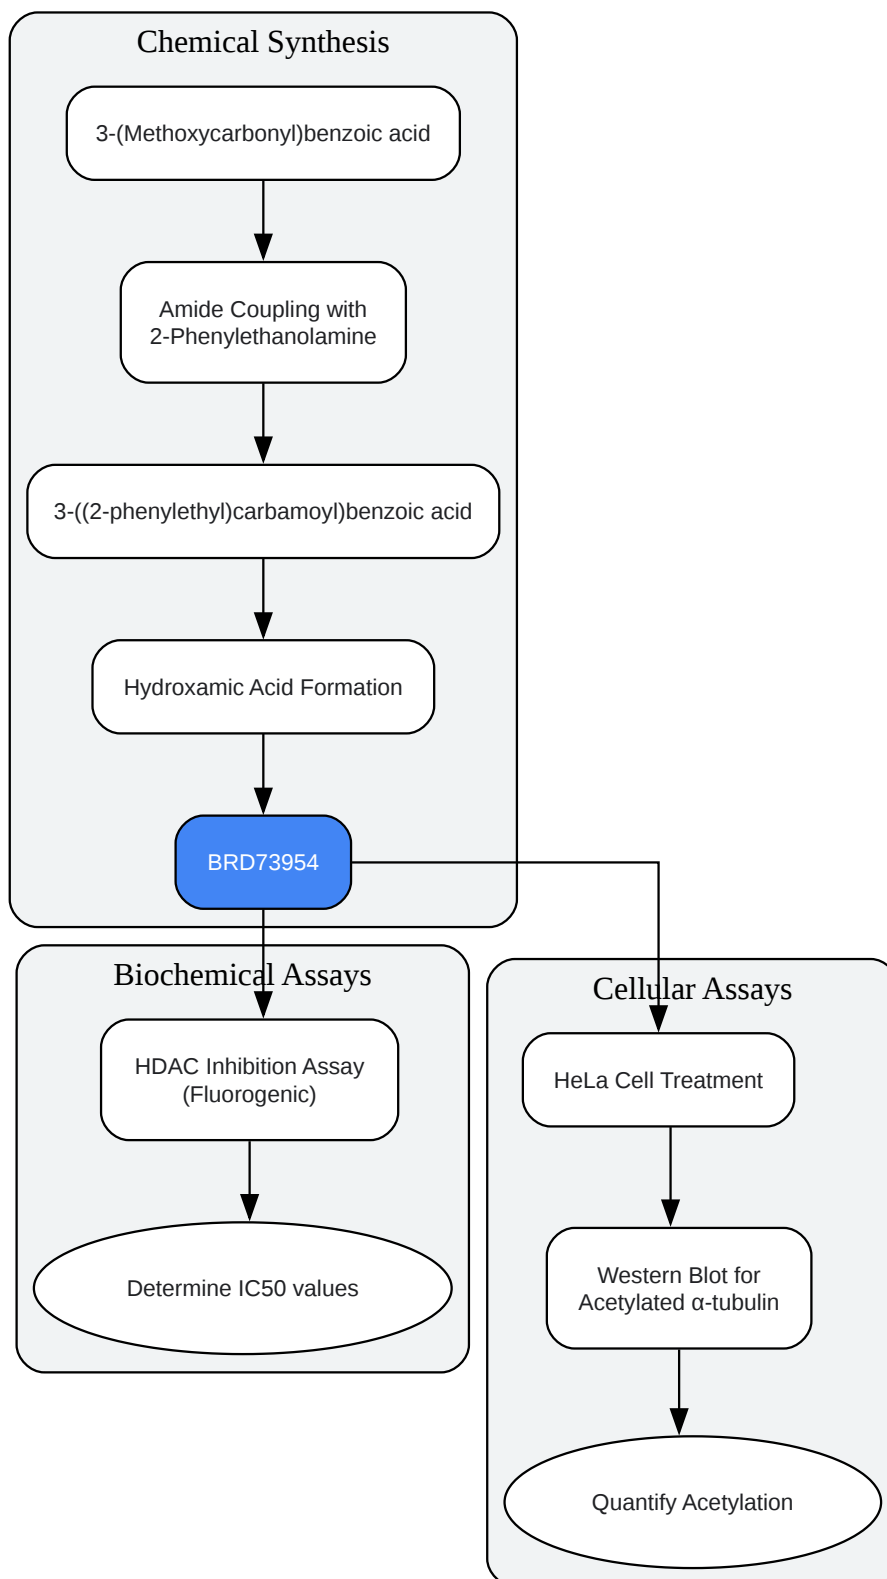 Chemical Synthesis
3-(Methoxycarbonyl)benzoic acid
Amide Coupling with
2-Phenylethanolamine
3-((2-phenylethyl)carbamoyl)benzoic acid
Hydroxamic Acid Formation
BRD73954
Biochemical Assays
HDAC Inhibition Assay
(Fluorogenic)
Determine IC50 values
Cellular Assays
HeLa Cell Treatment
Western Blot for
Acetylated α-tubulin
Quantify Acetylation